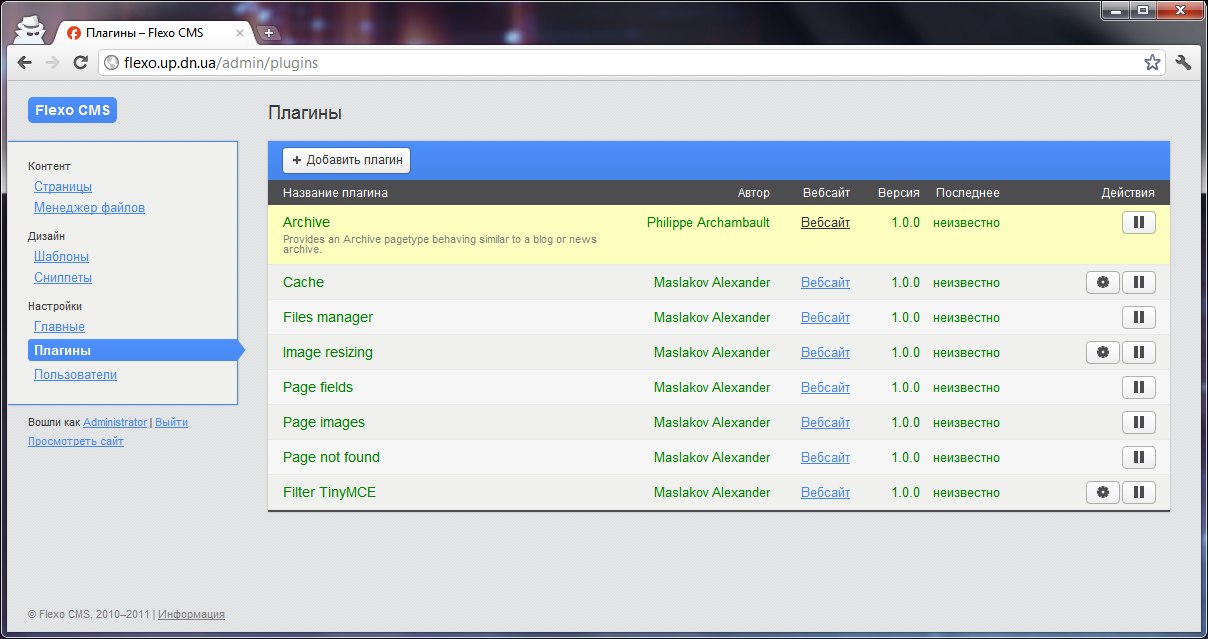 Плагины – Flexo CMS
flexo.up.dn.ua/admin/plugins
Flexo CMS
Контент
Страницы
Менеджер файлов
Дизайн
Шаблоны
Сниппеты
Настройки
Главные
Плагины
Пользователи
Вошли как Administrator | Выйти
Просмотреть сайт
Плагины
+ Добавить плагин
Название плагина Автор Вебсайт Версия Последнее Действия
Archive Philippe Archambault Вебсайт 1.0.0 неизвестно
Provides an Archive pagetype behaving similar to a blog or news
archive.
Cache Maslakov Alexander Вебсайт 1.0.0 неизвестно
Files manager Maslakov Alexander Вебсайт 1.0.0 неизвестно
Image resizing Maslakov Alexander Вебсайт 1.0.0 неизвестно
Page fields Maslakov Alexander Вебсайт 1.0.0 неизвестно
Page images Maslakov Alexander Вебсайт 1.0.0 неизвестно
Page not found Maslakov Alexander Вебсайт 1.0.0 неизвестно
Filter TinyMCE Maslakov Alexander Вебсайт 1.0.0 неизвестно
© Flexo CMS, 2010–2011 | Информация